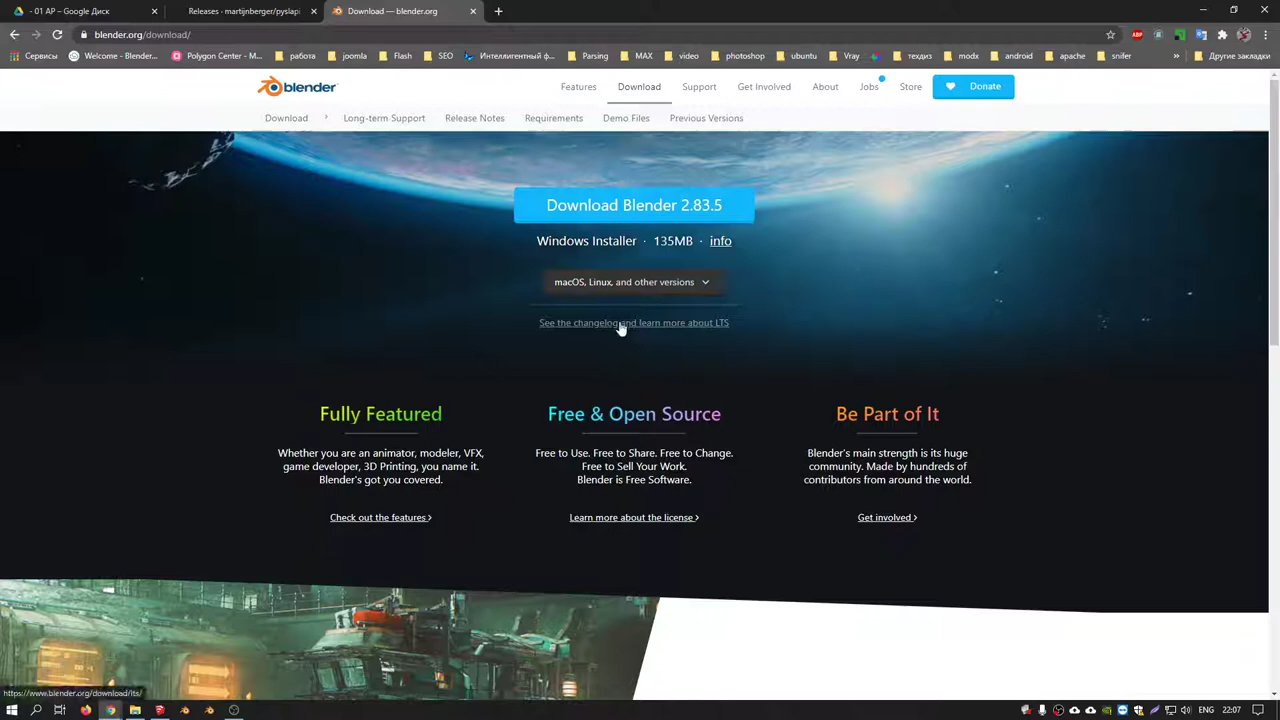 - 01 АР – Google Диск
Releases · martijnberger/pyslapi
Download — blender.org
blender.org/download/
Сервисы
Welcome - Blender...
Polygon Center - М...
работа
joomla
Flash
SEO
Интеллигентный ф...
Parsing
MAX
video
photoshop
Vray
техдиз
modx
android
apache
snifer
»
Другие закладки
blender
Features
Download
Support
Get Involved
About
Jobs
Store
Donate
Download
Long-term Support
Release Notes
Requirements
Demo Files
Previous Versions
Download Blender 2.83.5
Windows Installer · 135MB · info
macOS, Linux, and other versions
See the changelog and learn more about LTS
Fully Featured
Whether you are an animator, modeler, VFX,
game developer, 3D Printing, you name it.
Blender's got you covered.
Check out the features ›
Free & Open Source
Free to Use. Free to Share. Free to Change.
Free to Sell Your Work.
Blender is Free Software.
Learn more about the license ›
Be Part of It
Blender's main strength is its huge
community. Made by hundreds of
contributors from around the world.
Get involved ›
https://www.blender.org/download/lts/
ENG
22:07